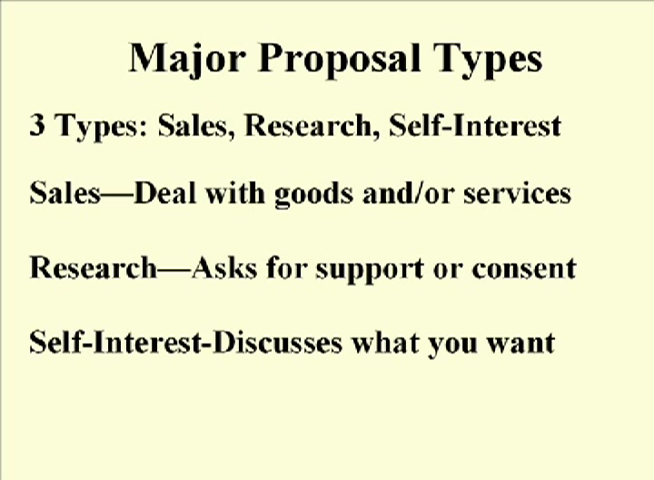 Major Proposal Types
3 Types: Sales, Research, Self-Interest
Sales—Deal with goods and/or services
Research—Asks for support or consent
Self-Interest-Discusses what you want